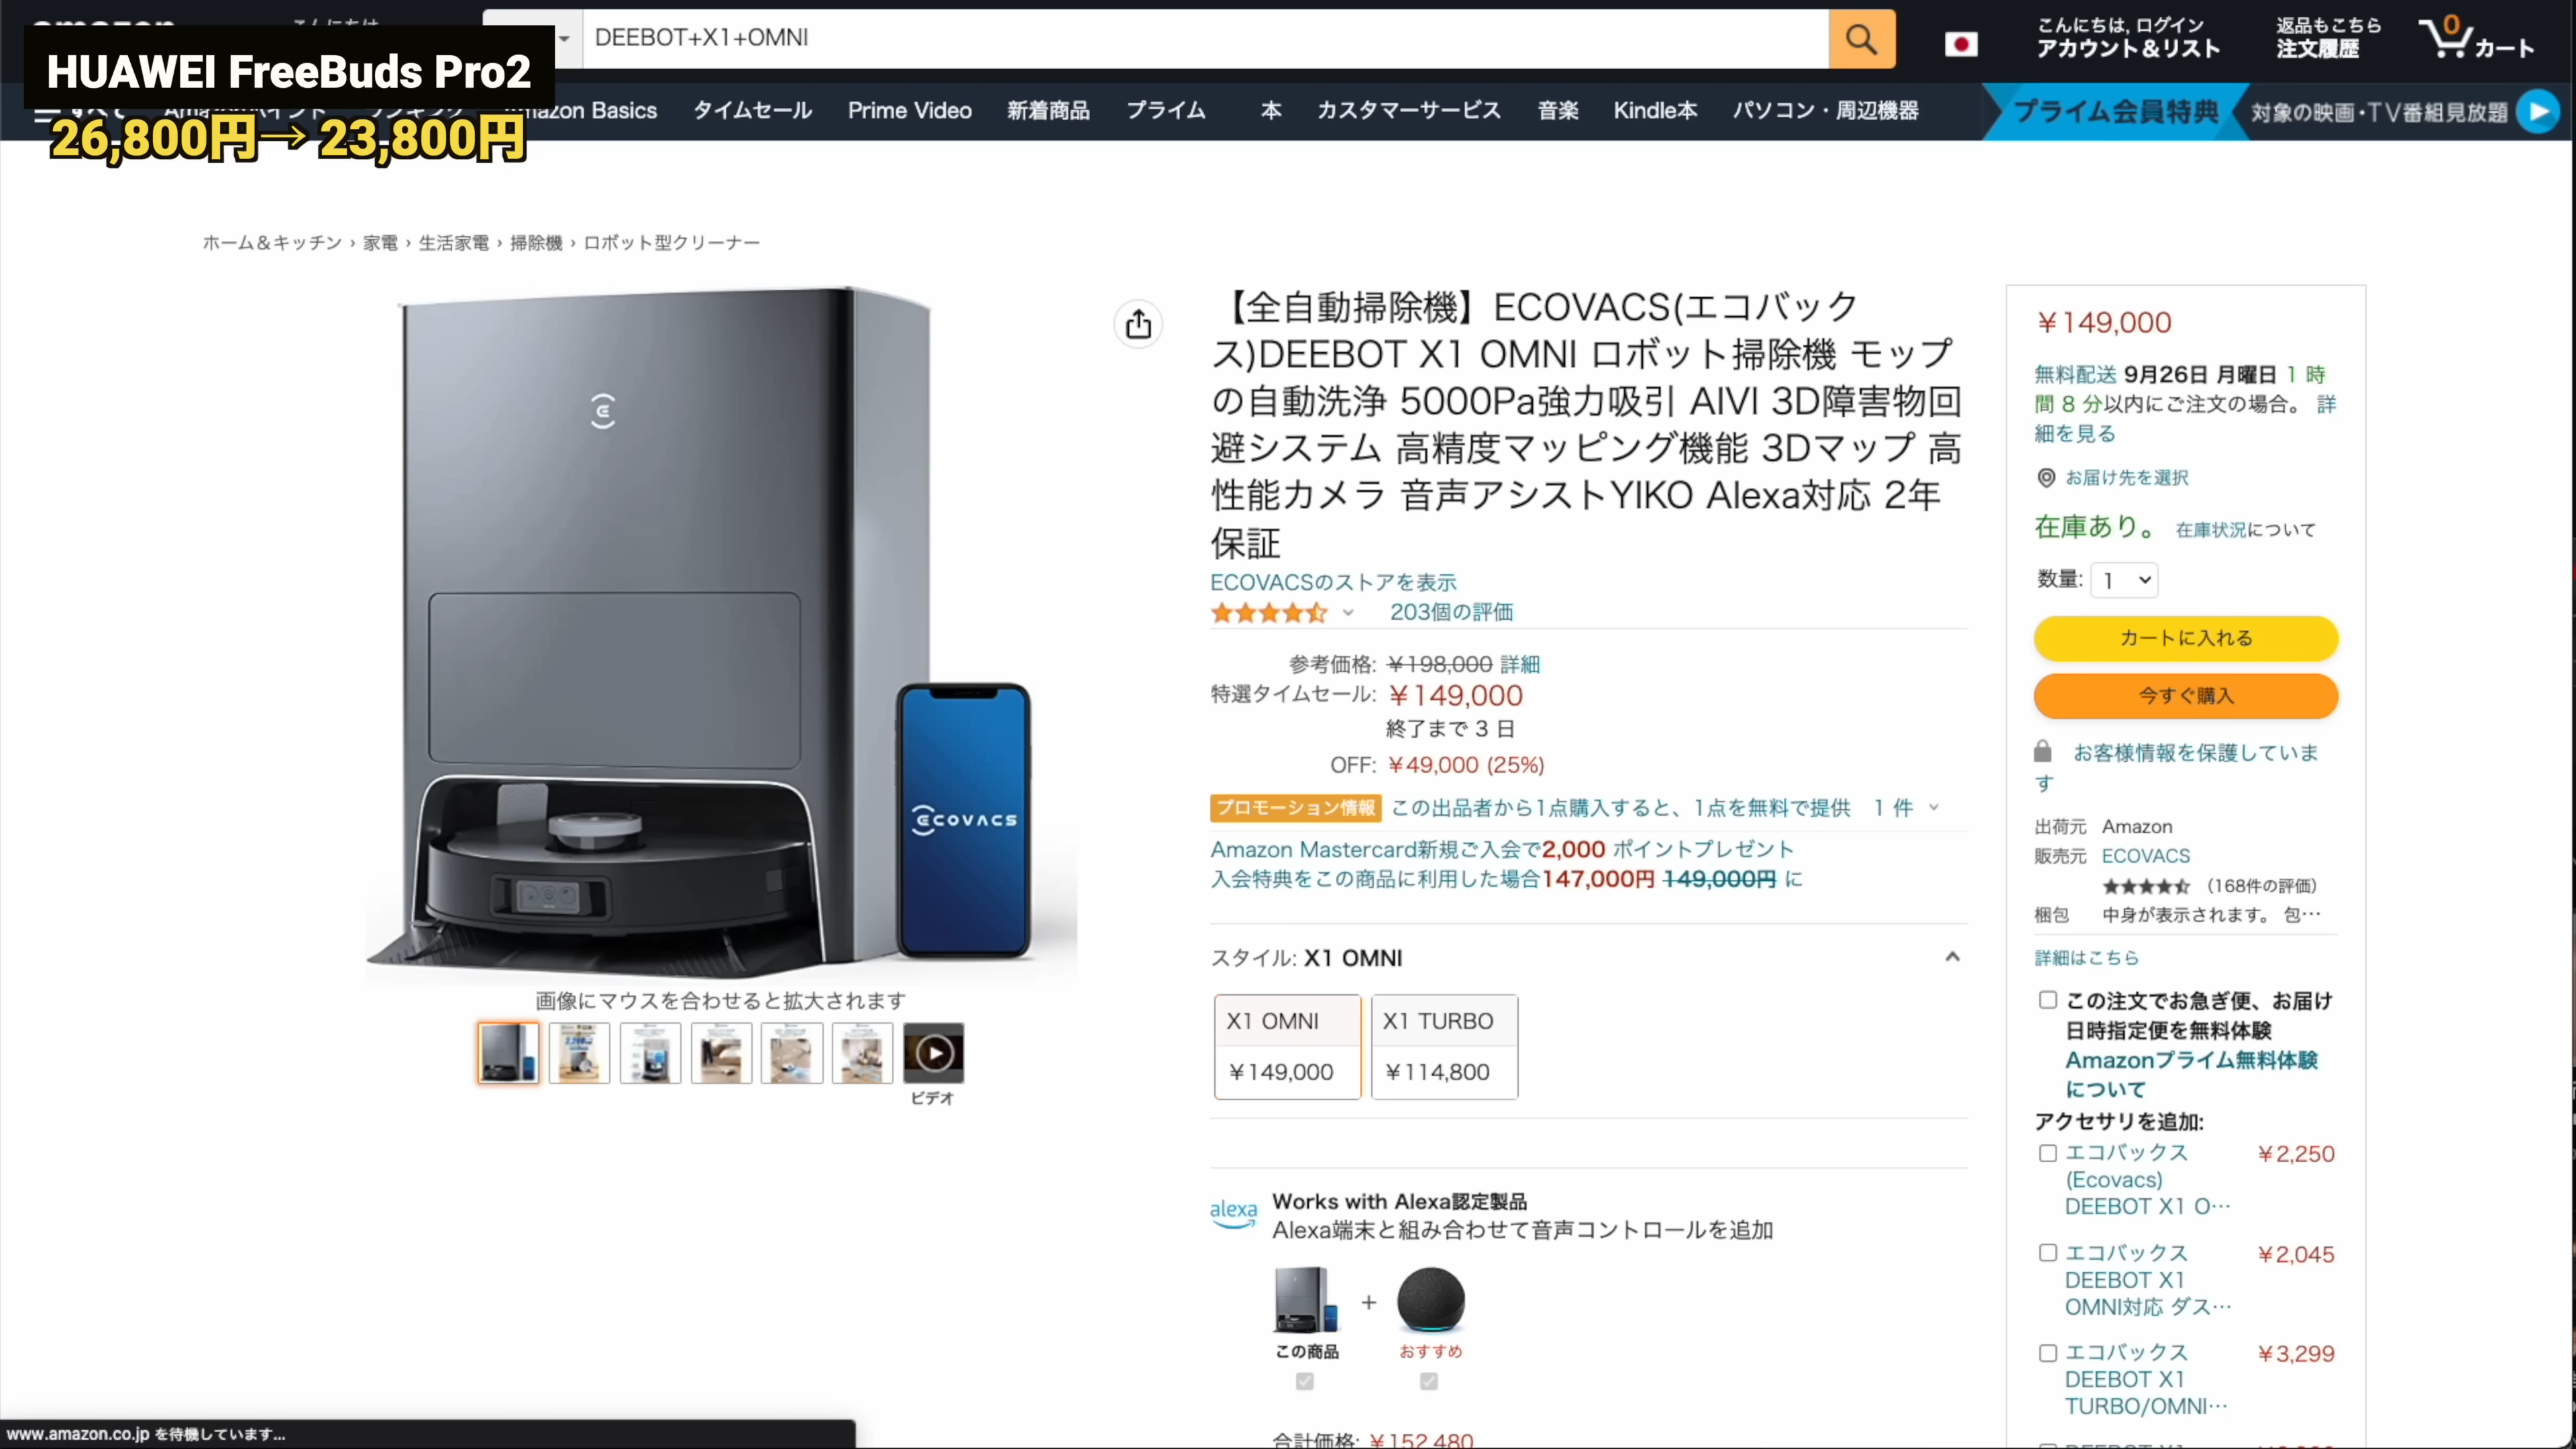 HUAWEI FreeBuds Pro2
26,800円→23,800円
DEEBOT+X1+OMNI
こんにちは, ログイン
アカウント&リスト
返品もこちら
注文履歴
0
カート
Amazon Basics
タイムセール
Prime Video
新着商品
プライム
本
カスタマーサービス
音楽
Kindle本
パソコン・周辺機器
プライム会員特典
対象の映画・TV番組見放題
ホーム&キッチン › 家電 › 生活家電 › 掃除機 › ロボット型クリーナー
ECOVACS
画像にマウスを合わせると拡大されます
ビデオ
【全自動掃除機】ECOVACS(エコバック
ス)DEEBOT X1 OMNI ロボット掃除機 モップ
の自動洗浄 5000Pa強力吸引 AIVI 3D障害物回
避システム 高精度マッピング機能 3Dマップ 高
性能カメラ 音声アシストYIKO Alexa対応 2年
保証
ECOVACSのストアを表示
203個の評価
参考価格: ￥198,000 詳細
特選タイムセール: ￥149,000
終了まで 3 日
OFF: ￥49,000 (25%)
プロモーション情報 この出品者から1点購入すると、1点を無料で提供 1 件
Amazon Mastercard新規ご入会で2,000 ポイントプレゼント
入会特典をこの商品に利用した場合147,000円 149,000円 に
スタイル: X1 OMNI
X1 OMNI
￥149,000
X1 TURBO
￥114,800
alexa
Works with Alexa認定製品
Alexa端末と組み合わせて音声コントロールを追加
+
この商品
おすすめ
合計価格: ￥152,480
￥149,000
無料配送 9月26日 月曜日 1 時
間 8 分以内にご注文の場合。 詳
細を見る
お届け先を選択
在庫あり。 在庫状況について
数量: 1
カートに入れる
今すぐ購入
お客様情報を保護していま
す
出荷元 Amazon
販売元 ECOVACS
(168件の評価)
梱包 中身が表示されます。 包…
詳細はこちら
この注文でお急ぎ便、お届け
日時指定便を無料体験
Amazonプライム無料体験
について
アクセサリを追加:
エコバックス ￥2,250
(Ecovacs)
DEEBOT X1 O…
エコバックス ￥2,045
DEEBOT X1
OMNI対応 ダス…
エコバックス ￥3,299
DEEBOT X1
TURBO/OMNI…
www.amazon.co.jp を待機しています...